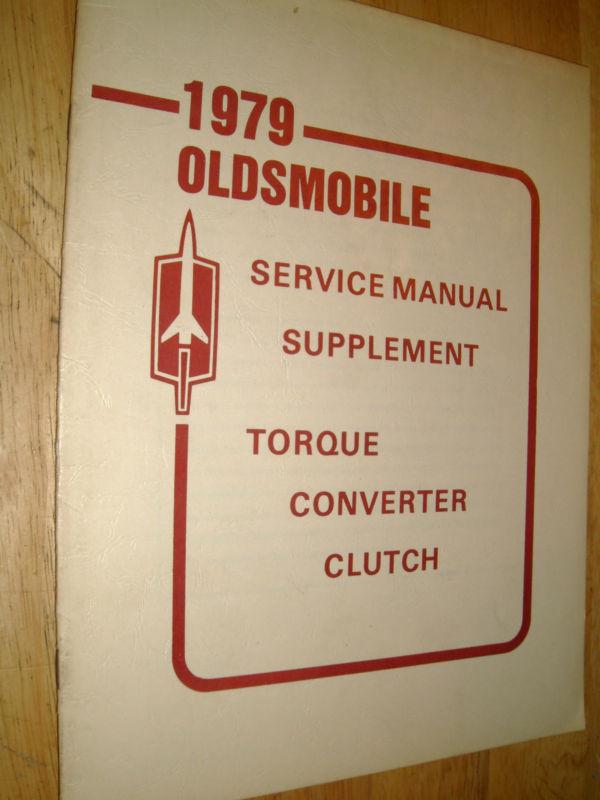 1979
OLDSMOBILE
SERVICE MANUAL
SUPPLEMENT
TORQUE
CONVERTER
CLUTCH